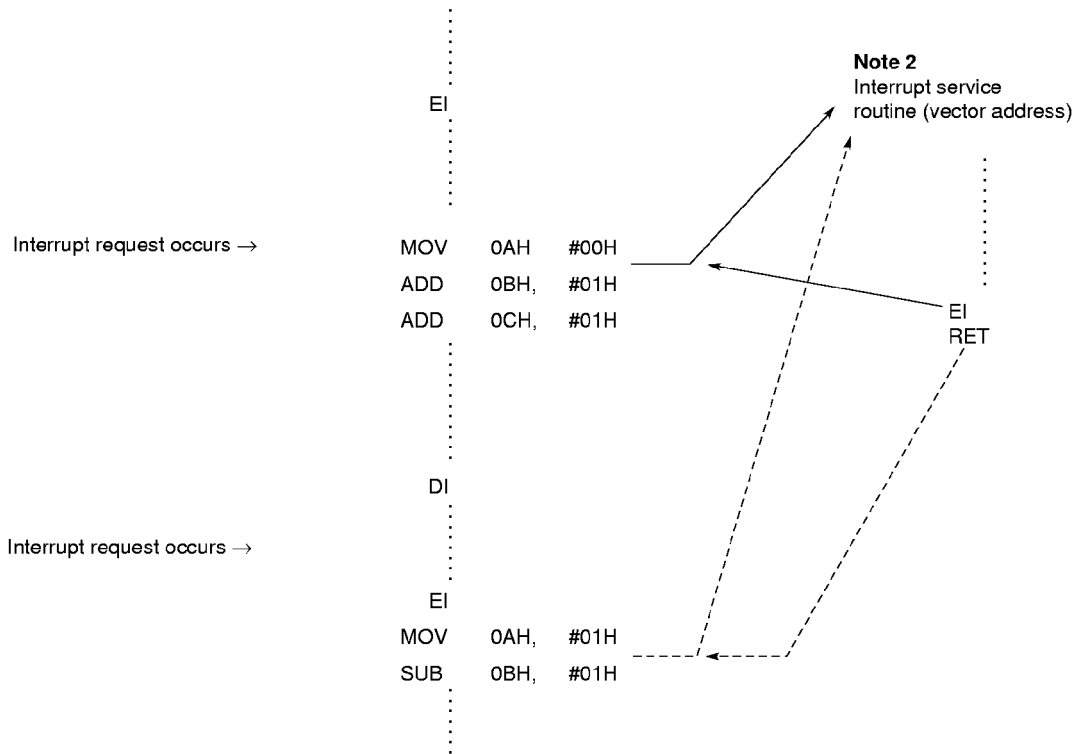 Note 2
Interrupt service
routine (vector address)
EI
Interrupt request occurs →
MOV 0AH #00H
ADD 0BH, #01H
ADD 0CH, #01H
EI
RET
DI
Interrupt request occurs →
EI
MOV 0AH, #01H
SUB 0BH, #01H